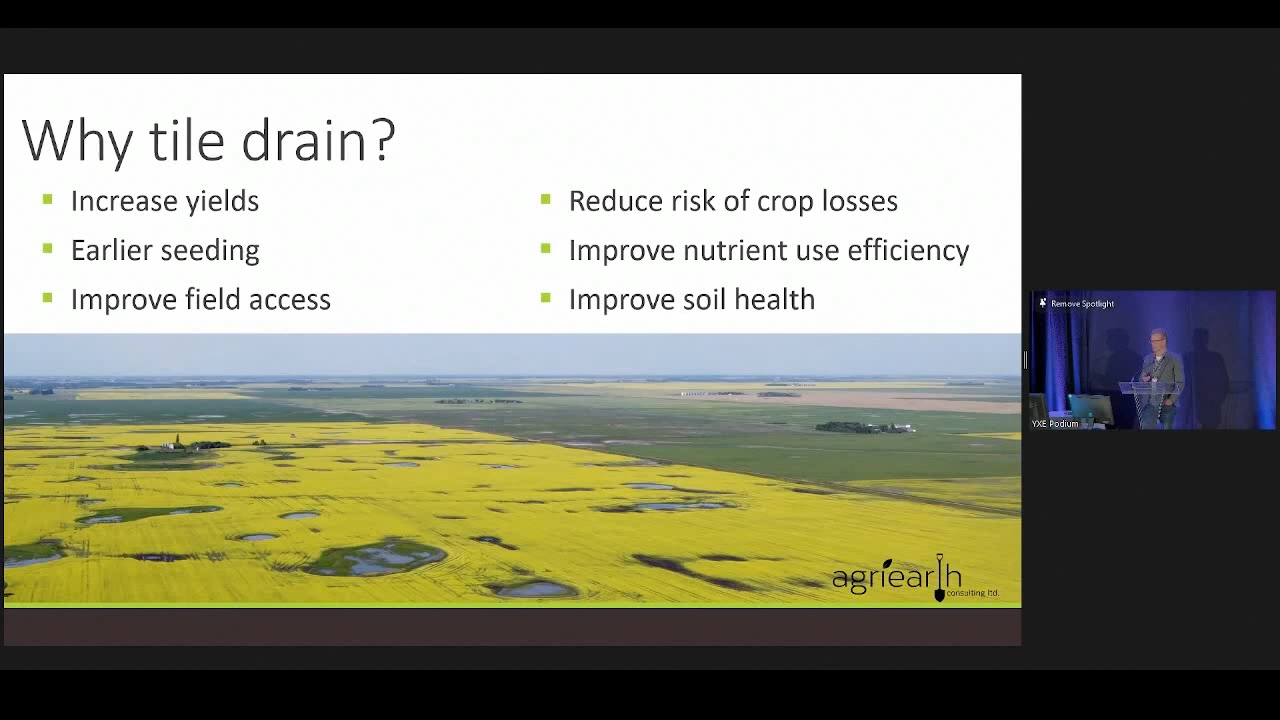 Why tile drain?
Increase yields
Earlier seeding
Improve field access
Reduce risk of crop losses
Improve nutrient use efficiency
Improve soil health
agriearth
consulting ltd.
Remove Spotlight
YXE Podium